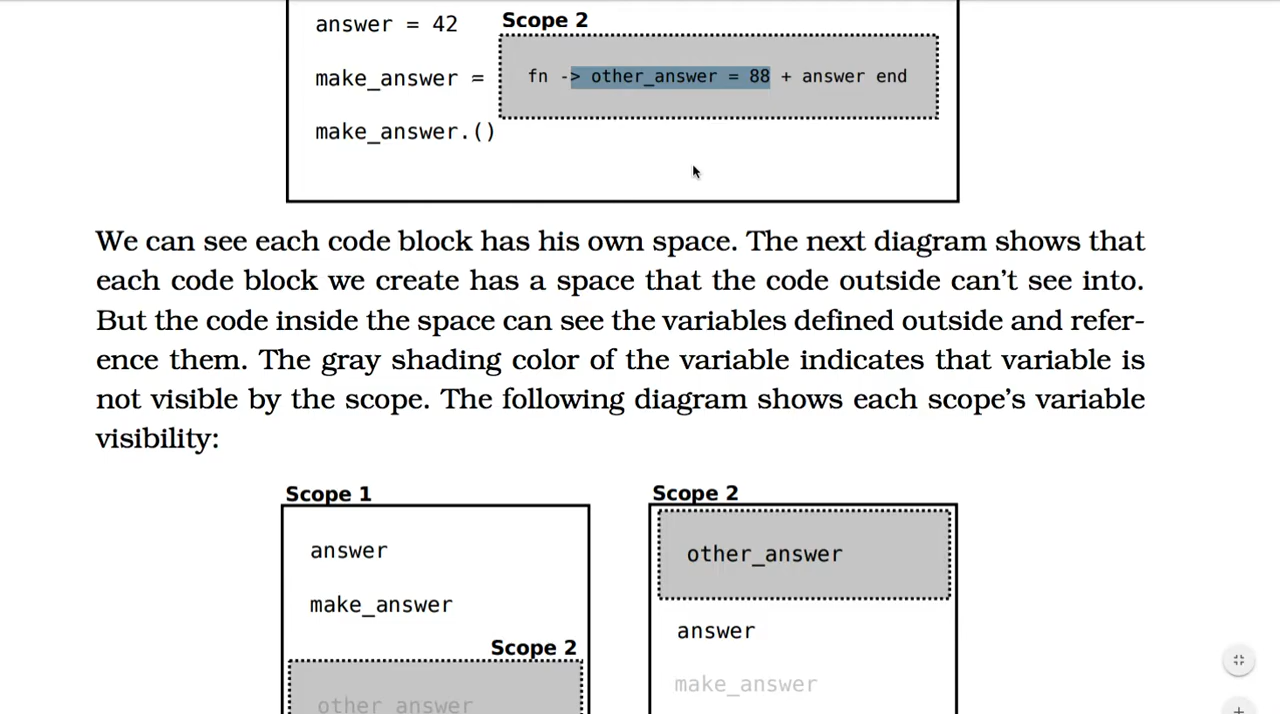 answer = 42
Scope 2
make_answer =
fn -> other_answer = 88 + answer end
make_answer.()
We can see each code block has his own space. The next diagram shows that
each code block we create has a space that the code outside can't see into.
But the code inside the space can see the variables defined outside and refer-
ence them. The gray shading color of the variable indicates that variable is
not visible by the scope. The following diagram shows each scope's variable
visibility:
Scope 1
answer
make_answer
Scope 2
other_answer
Scope 2
other_answer
answer
make_answer